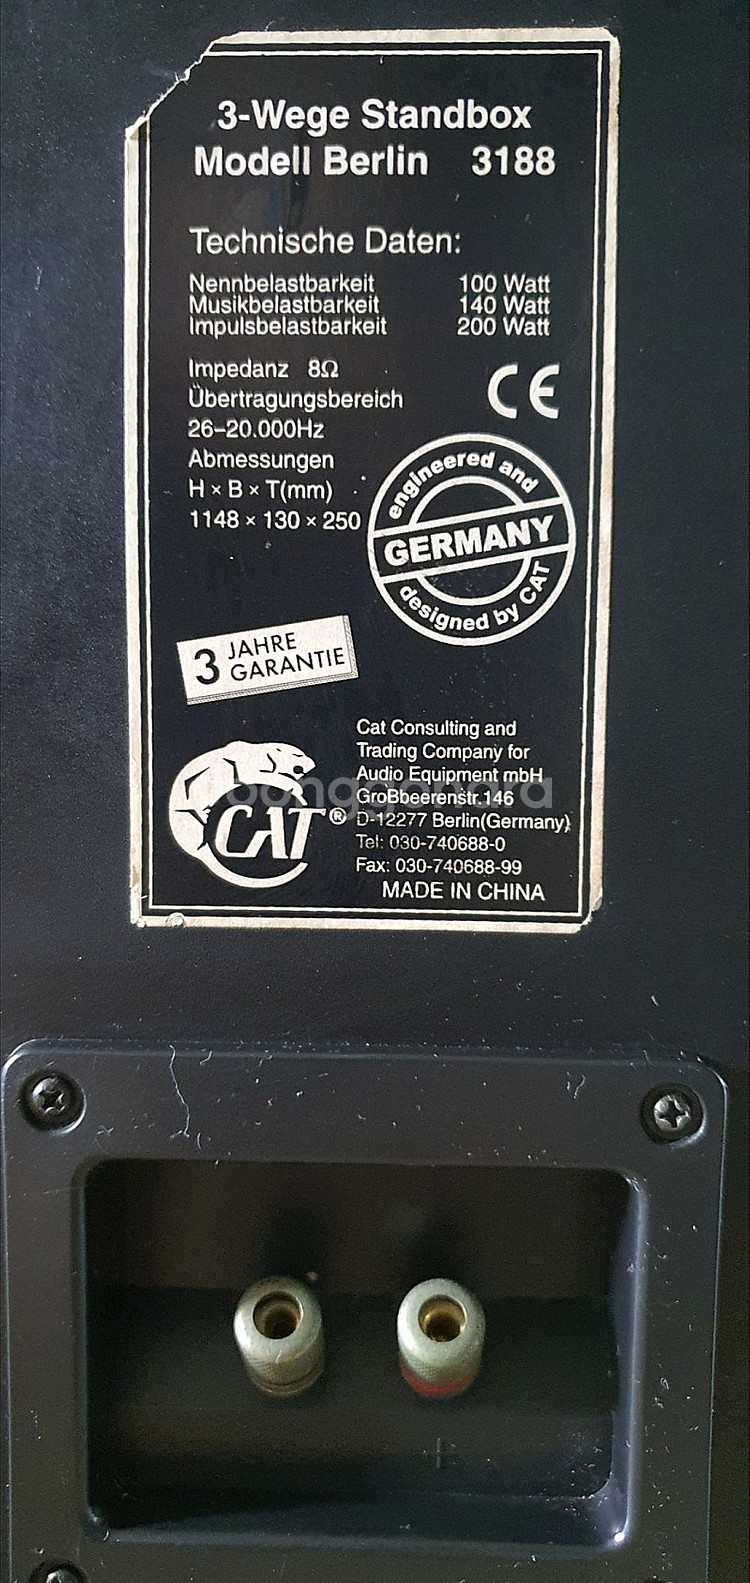 3-Wege Standbox
Modell Berlin 3188
Technische Daten:
Nennbelastbarkeit 100 Watt
Musikbelastbarkeit 140 Watt
Impulsbelastbarkeit 200 Watt
Impedanz 8Ω
Übertragungsbereich
26–20.000Hz
Abmessungen
H × B × T(mm)
1148 × 130 × 250
CE
engineered and
GERMANY
designed by CAT
3 JAHRE
GARANTIE
CAT®
Cat Consulting and
Trading Company for
Audio Equipment mbH
GroBbeerenstr.146
D-12277 Berlin(Germany)
Tel: 030-740688-0
Fax: 030-740688-99
MADE IN CHINA
+